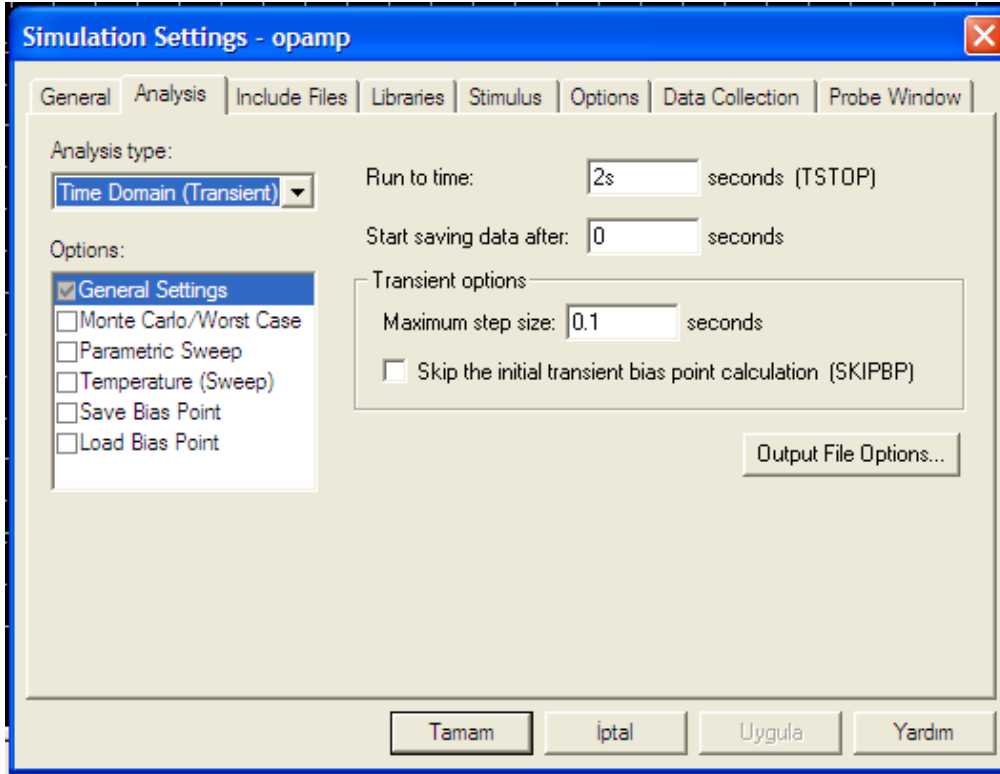 Simulation Settings - opamp
General Analysis Include Files Libraries Stimulus Options Data Collection Probe Window
Analysis type:
Time Domain (Transient)
Run to time: 2s seconds (TSTOP)
Start saving data after: 0 seconds
Options:
General Settings
Monte Carlo/Worst Case
Parametric Sweep
Temperature (Sweep)
Save Bias Point
Load Bias Point
Transient options
Maximum step size: 0.1 seconds
Skip the initial transient bias point calculation (SKIPBP)
Output File Options...
Tamam İptal Uygula Yardım